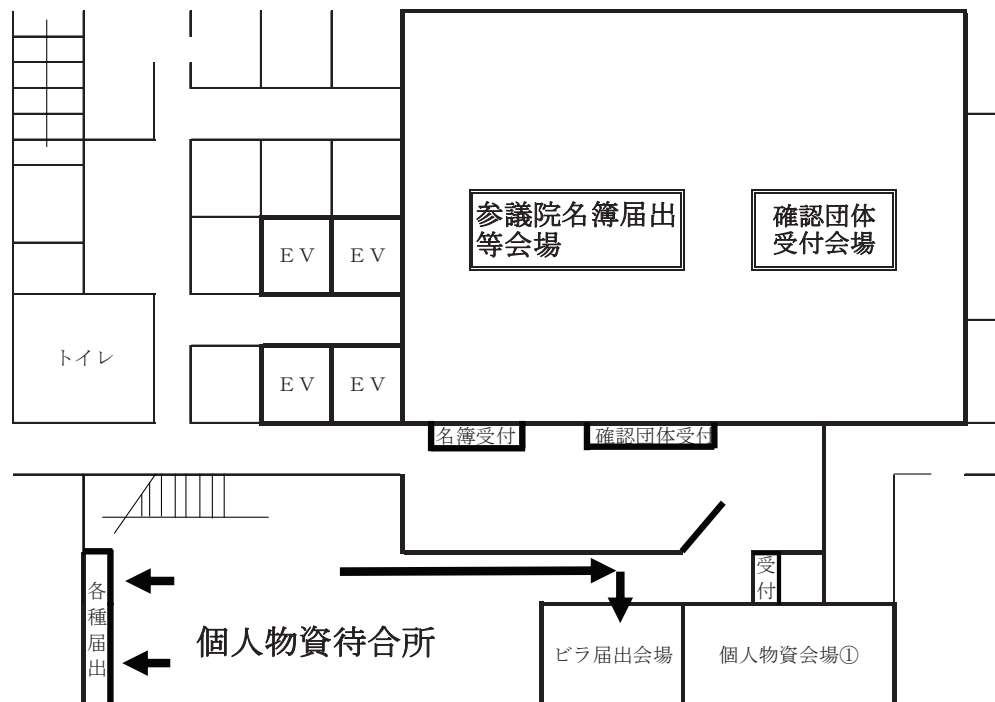 参議院名簿届出
等会場
確認団体
受付会場
ＥＶ
ＥＶ
トイレ
ＥＶ
ＥＶ
名簿受付
確認団体受付
各種届出
受付
個人物資待合所
ビラ届出会場
個人物資会場①